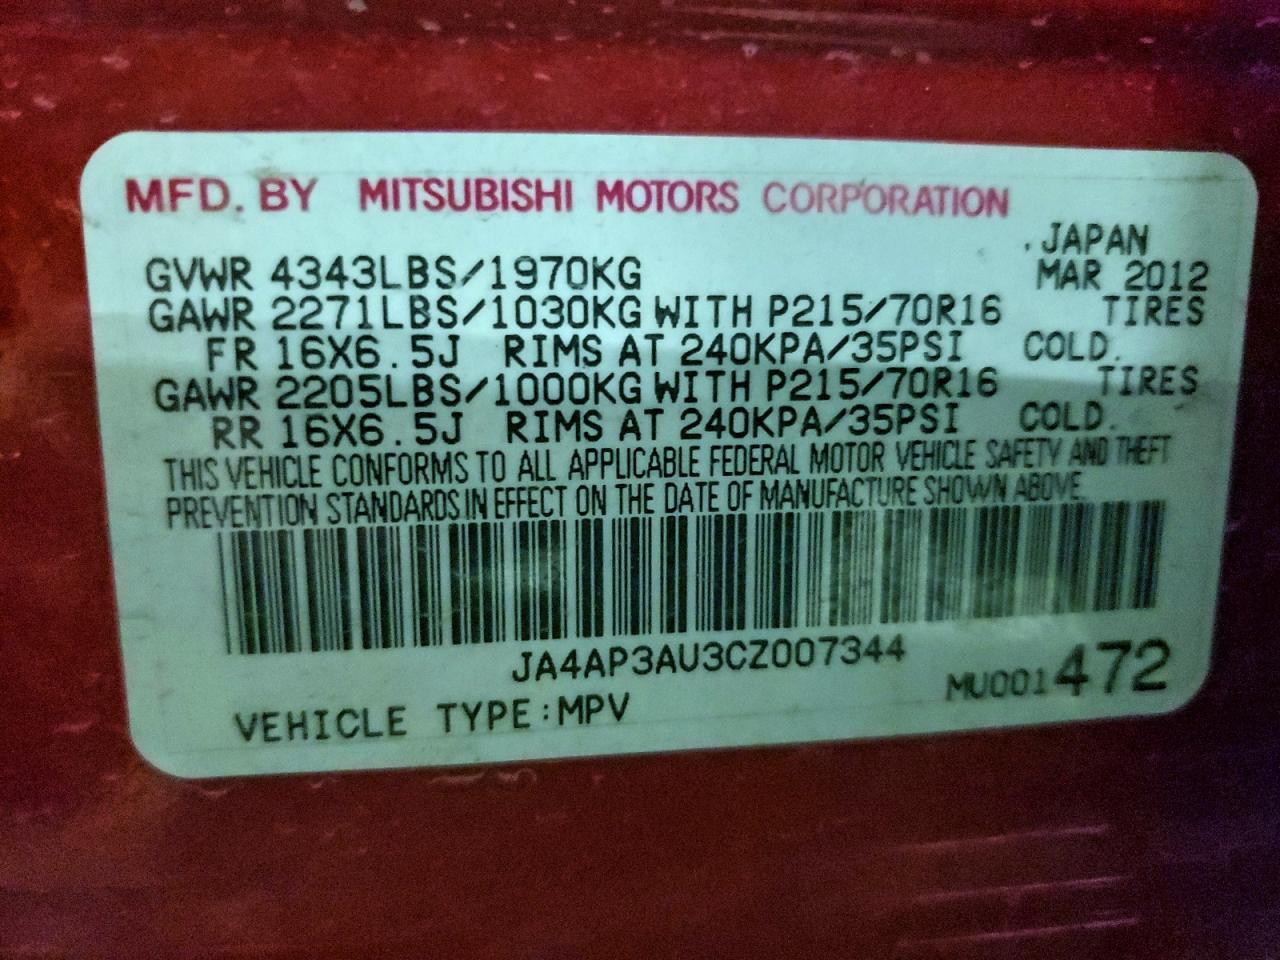 MFD. BY MITSUBISHI MOTORS CORPORATION
JAPAN
GVWR 4343LBS/1970KG MAR 2012
GAWR 2271LBS/1030KG WITH P215/70R16 TIRES
FR 16X6.5J RIMS AT 240KPA/35PSI COLD.
GAWR 2205LBS/1000KG WITH P215/70R16 TIRES
RR 16X6.5J RIMS AT 240KPA/35PSI COLD.
THIS VEHICLE CONFORMS TO ALL APPLICABLE FEDERAL MOTOR VEHICLE SAFETY AND THEFT
PREVENTION STANDARDS IN EFFECT ON THE DATE OF MANUFACTURE SHOWN ABOVE.
JA4AP3AU3CZ007344
MU001472
VEHICLE TYPE:MPV